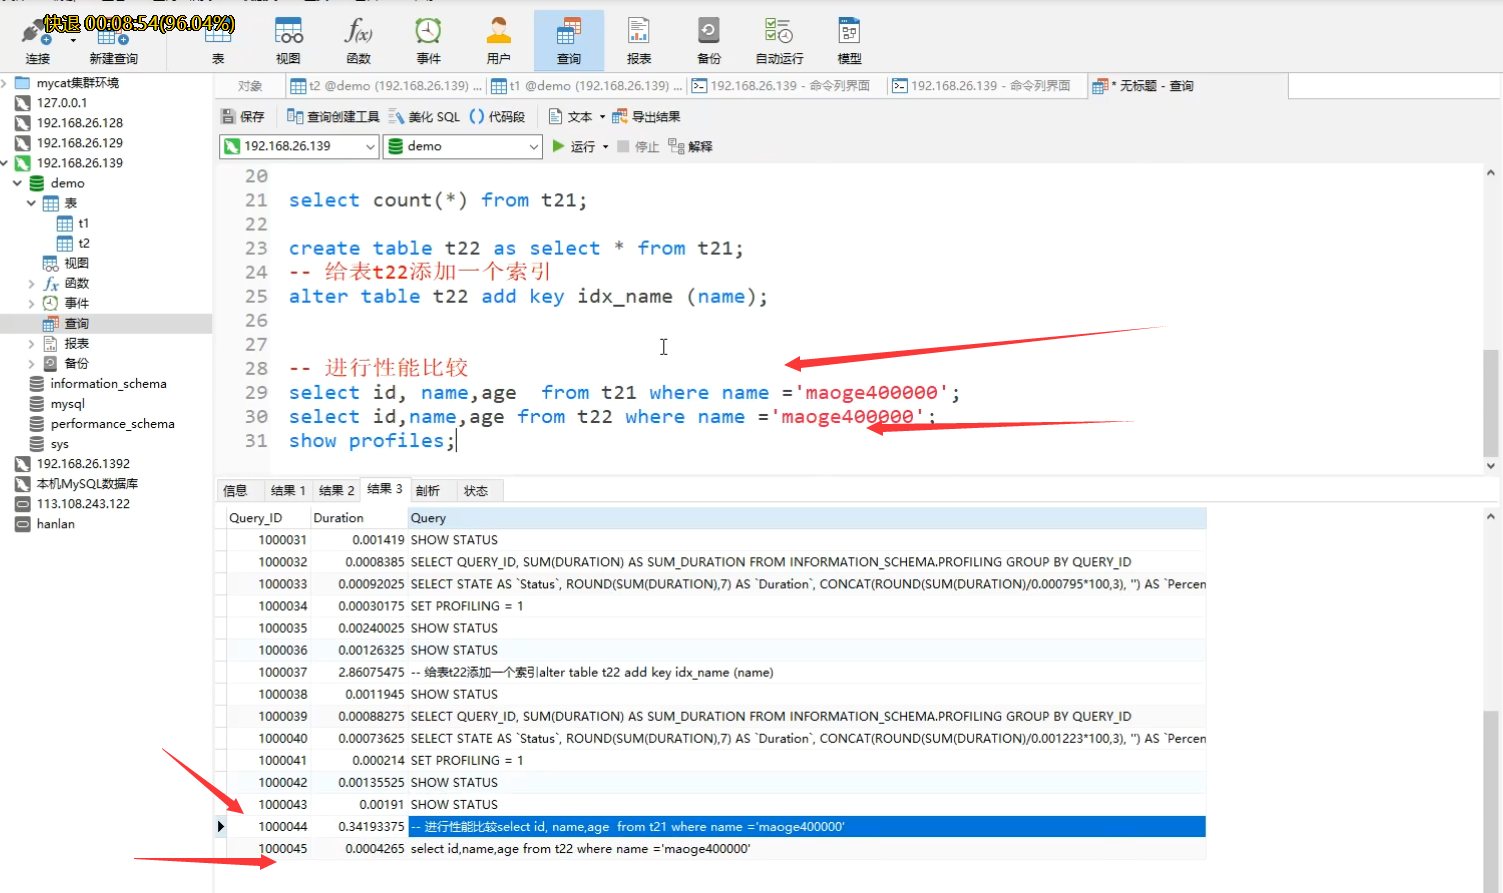 快退 00:08:54(96.04%)
连接 新建查询 表 视图 函数 事件 用户 查询 报表 备份 自动运行 模型
mycat集群环境
127.0.0.1
192.168.26.128
192.168.26.129
192.168.26.139
demo
表
t1
t2
视图
函数
事件
查询
报表
备份
information_schema
mysql
performance_schema
sys
192.168.26.1392
本机MySQL数据库
113.108.243.122
hanlan
对象 t2 @demo (192.168.26.139) ... t1 @demo (192.168.26.139) ... 192.168.26.139 - 命令列界面 192.168.26.139 - 命令列界面 * 无标题 - 查询
保存 查询创建工具 美化 SQL () 代码段 文本 导出结果
192.168.26.139 demo 运行 停止 解释
20
21 select count(*) from t21;
22
23 create table t22 as select * from t21;
24 -- 给表t22添加一个索引
25 alter table t22 add key idx_name (name);
26
27
28 -- 进行性能比较
29 select id, name,age  from t21 where name ='maoge400000';
30 select id,name,age from t22 where name ='maoge400000';
31 show profiles;
信息 结果 1 结果 2 结果 3 剖析 状态
Query_ID Duration Query
1000031 0.001419 SHOW STATUS
1000032 0.0008385 SELECT QUERY_ID, SUM(DURATION) AS SUM_DURATION FROM INFORMATION_SCHEMA.PROFILING GROUP BY QUERY_ID
1000033 0.00092025 SELECT STATE AS `Status`, ROUND(SUM(DURATION),7) AS `Duration`, CONCAT(ROUND(SUM(DURATION)/0.000795*100,3), '') AS `Percen
1000034 0.00030175 SET PROFILING = 1
1000035 0.00240025 SHOW STATUS
1000036 0.00126325 SHOW STATUS
1000037 2.86075475 -- 给表t22添加一个索引alter table t22 add key idx_name (name)
1000038 0.0011945 SHOW STATUS
1000039 0.00088275 SELECT QUERY_ID, SUM(DURATION) AS SUM_DURATION FROM INFORMATION_SCHEMA.PROFILING GROUP BY QUERY_ID
1000040 0.00073625 SELECT STATE AS `Status`, ROUND(SUM(DURATION),7) AS `Duration`, CONCAT(ROUND(SUM(DURATION)/0.001223*100,3), '') AS `Percen
1000041 0.000214 SET PROFILING = 1
1000042 0.00135525 SHOW STATUS
1000043 0.00191 SHOW STATUS
1000044 0.34193375 -- 进行性能比较select id, name,age  from t21 where name ='maoge400000'
1000045 0.0004265 select id,name,age from t22 where name ='maoge400000'